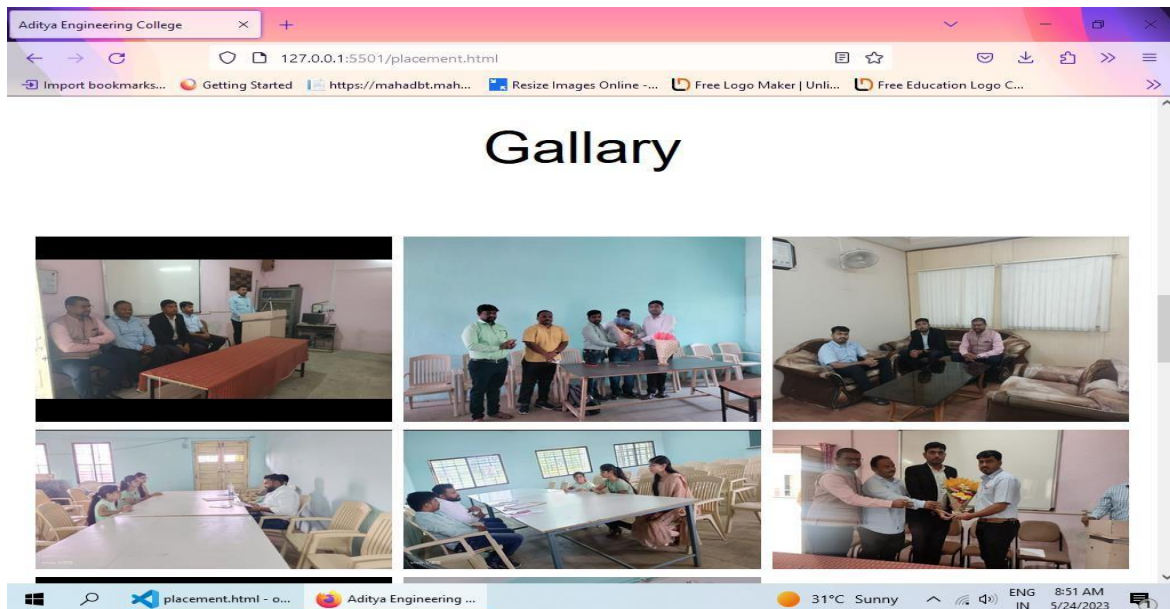 Aditya Engineering College
127.0.0.1:5501/placement.html
Import bookmarks... Getting Started https://mahadbt.mah... Resize Images Online -... Free Logo Maker | Unli... Free Education Logo C...
Gallary
placement.html - o... Aditya Engineering ... 31°C Sunny ENG 8:51 AM
IN 5/24/2023